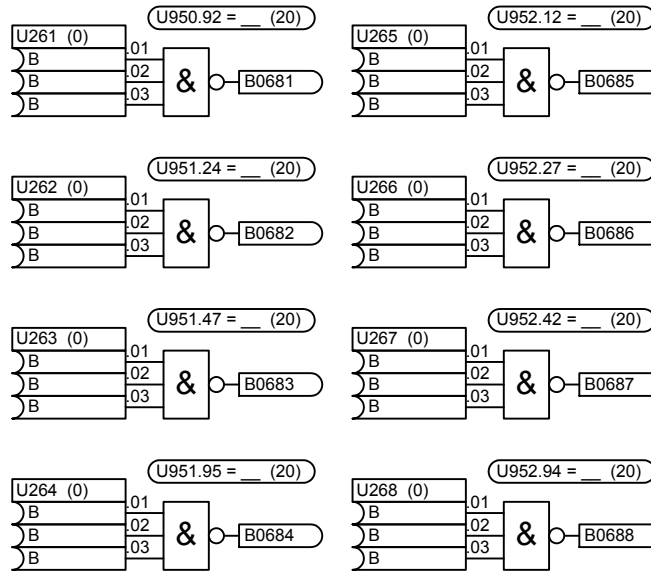 U950.92 = __ (20)
U261 (0)
B .01
B .02
B .03
&
B0681
U951.24 = __ (20)
U262 (0)
B .01
B .02
B .03
&
B0682
U951.47 = __ (20)
U263 (0)
B .01
B .02
B .03
&
B0683
U951.95 = __ (20)
U264 (0)
B .01
B .02
B .03
&
B0684
U952.12 = __ (20)
U265 (0)
B .01
B .02
B .03
&
B0685
U952.27 = __ (20)
U266 (0)
B .01
B .02
B .03
&
B0686
U952.42 = __ (20)
U267 (0)
B .01
B .02
B .03
&
B0687
U952.94 = __ (20)
U268 (0)
B .01
B .02
B .03
&
B0688